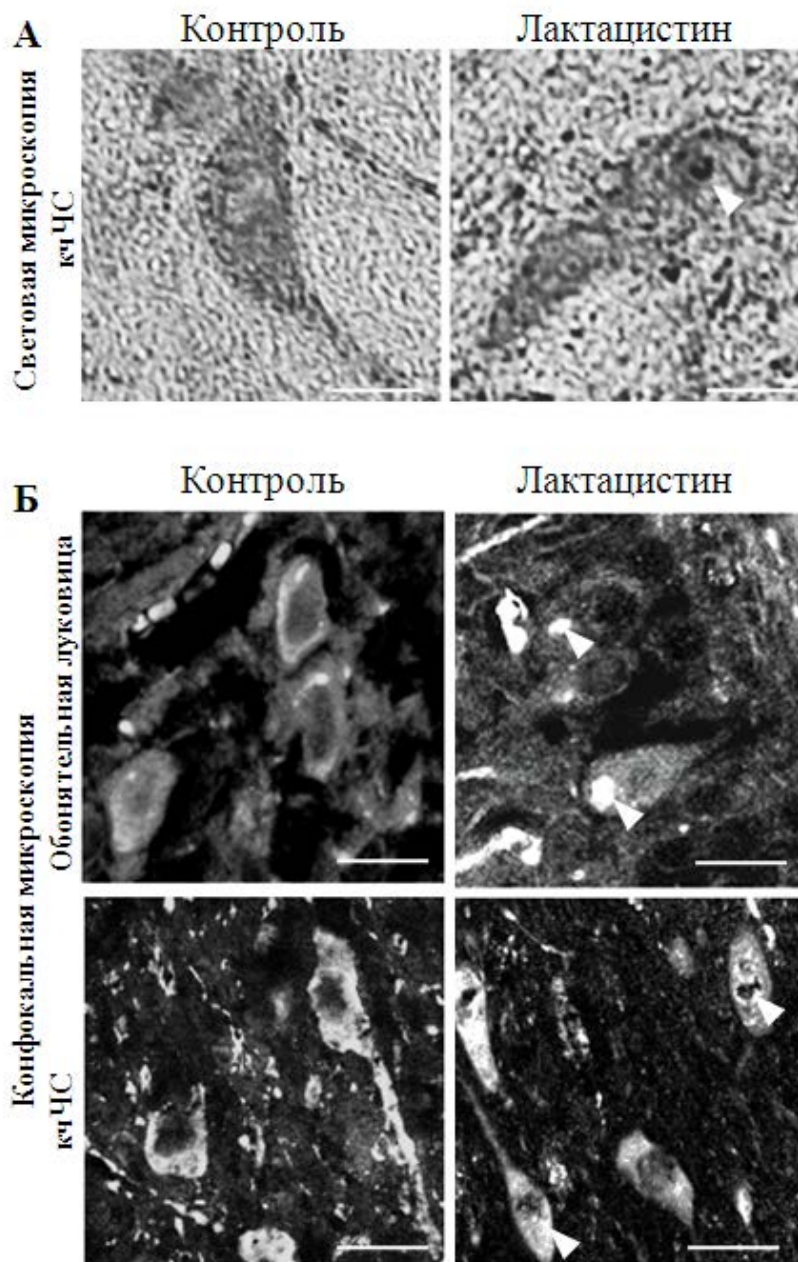 А
Контроль
Лактацистин
Световая микроскопия
кчЧС
Б
Контроль
Лактацистин
Конфокальная микроскопия
Обонятельная луковица
кчЧС